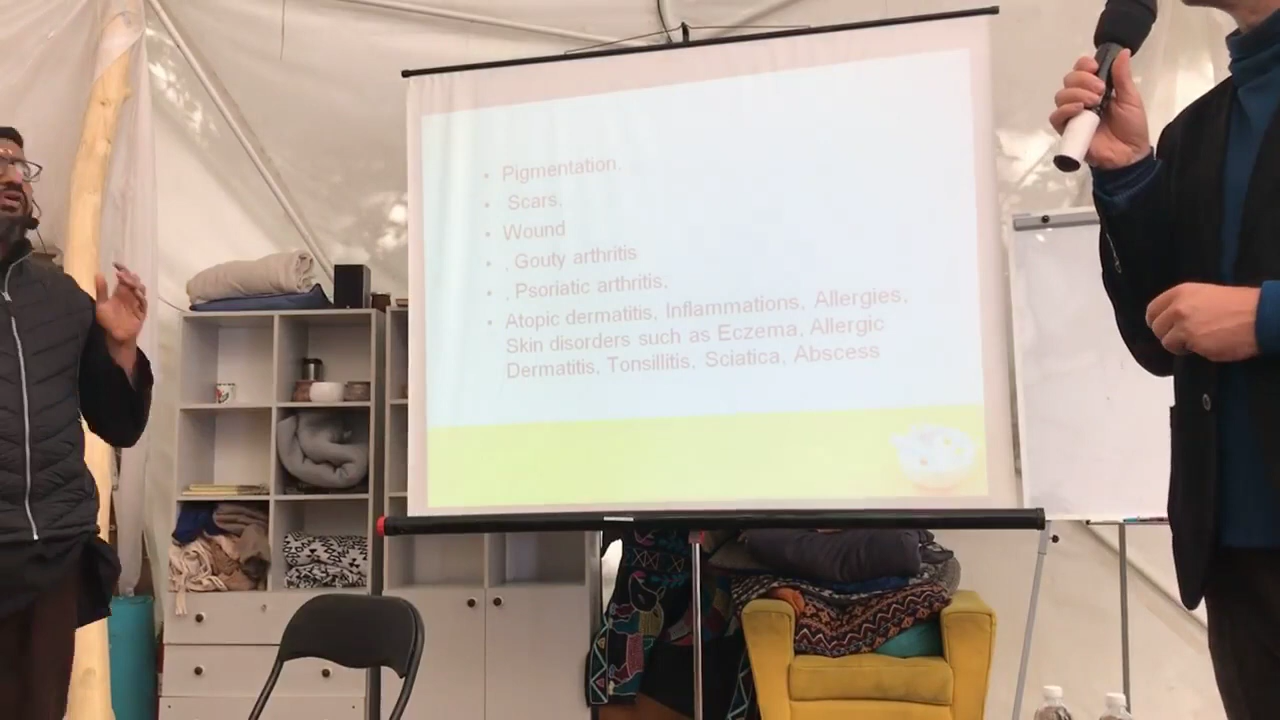 • Pigmentation.
• Scars.
• Wound
• . Gouty arthritis
• . Psoriatic arthritis.
• Atopic dermatitis. Inflammations, Allergies,
Skin disorders such as Eczema, Allergic
Dermatitis, Tonsillitis, Sciatica, Abscess